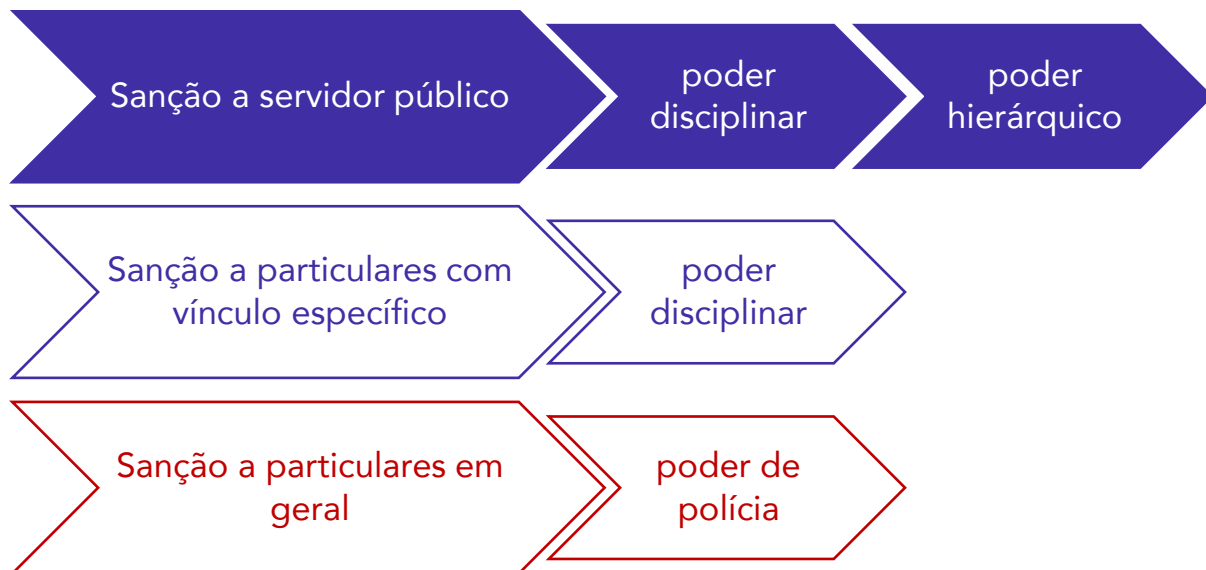 Sanção a servidor público
poder
disciplinar
poder
hierárquico
Sanção a particulares com
vínculo específico
poder
disciplinar
Sanção a particulares em
geral
poder de
polícia